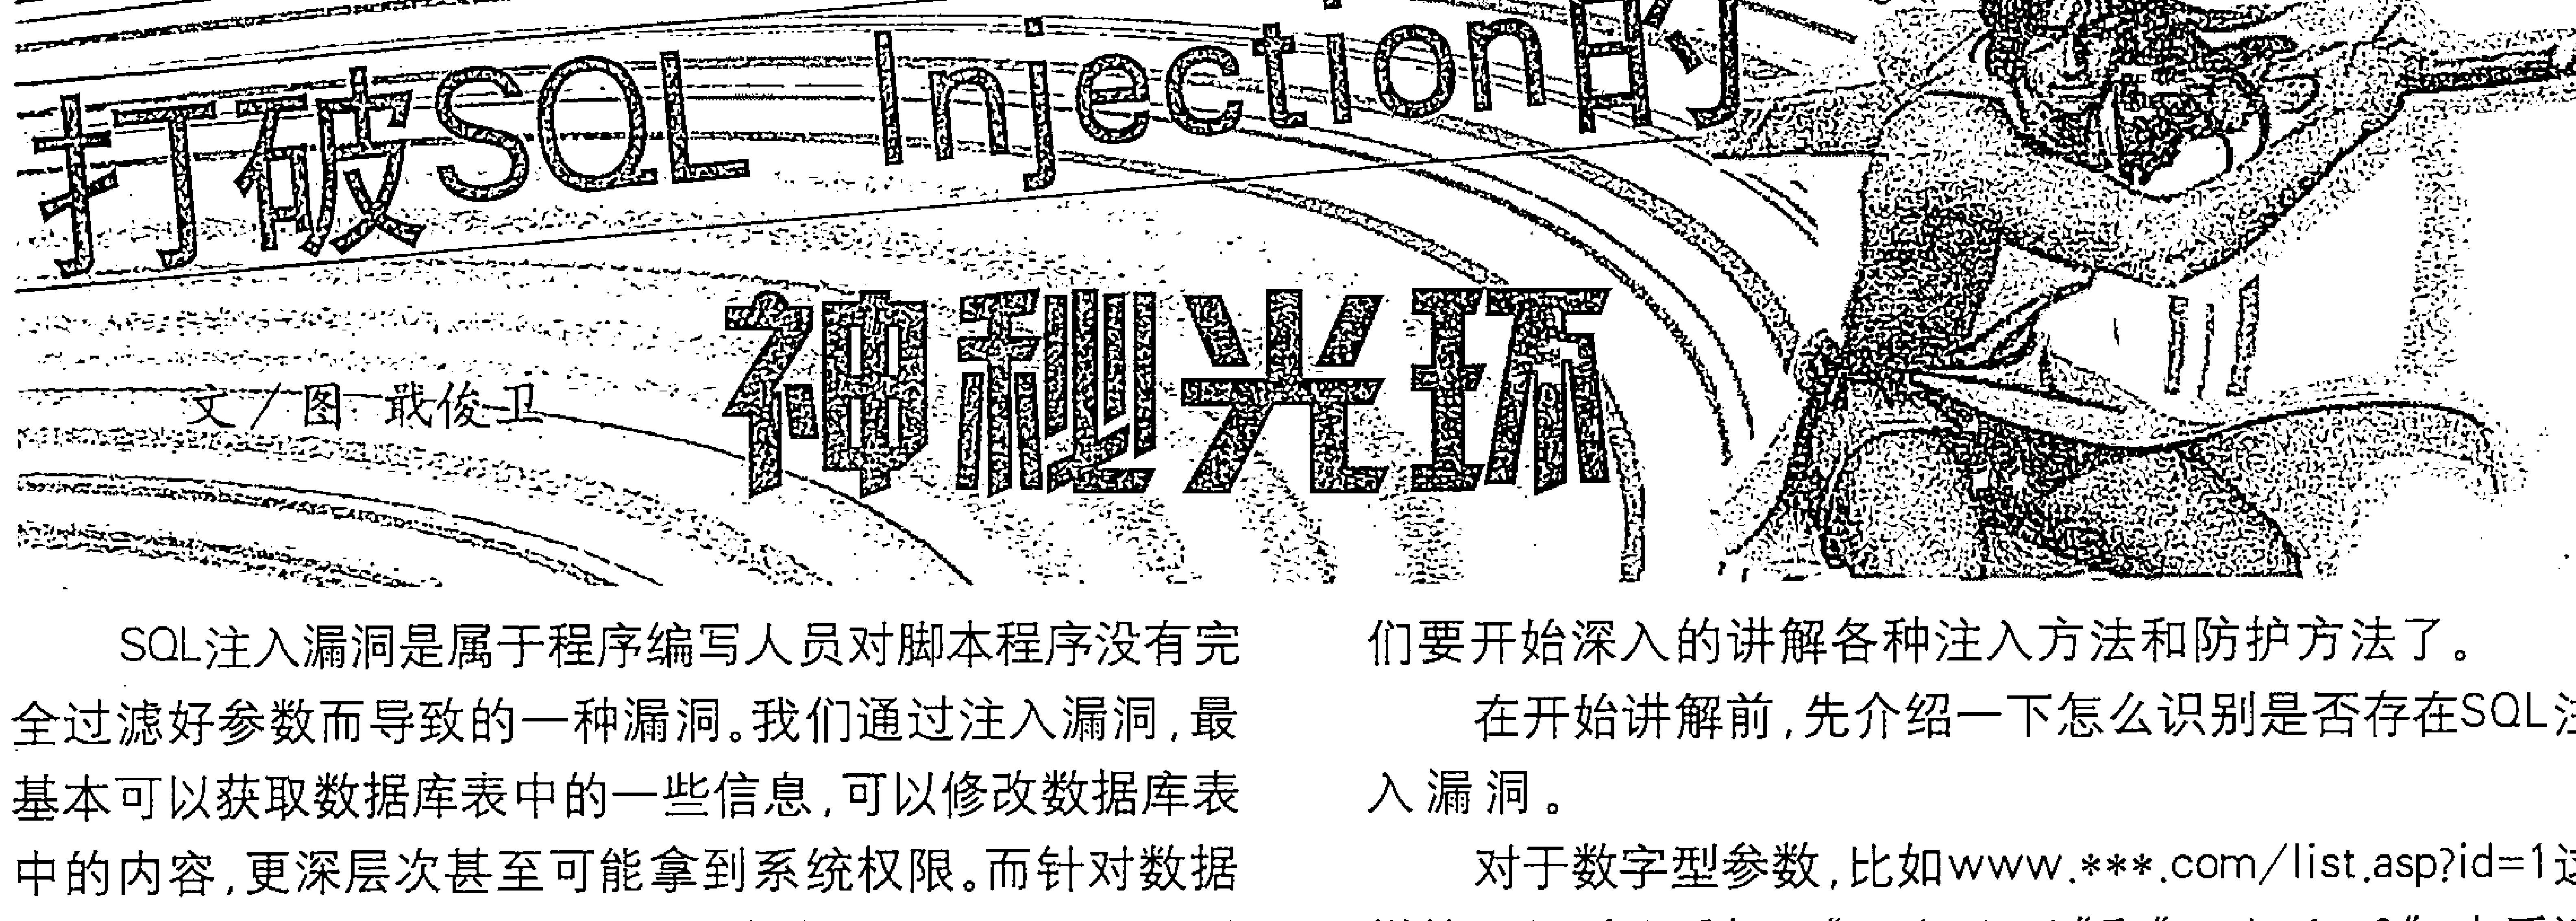 打破SQL Injection的
神秘光环
文/图 戢俊卫
SQL注入漏洞是属于程序编写人员对脚本程序没有完
全过滤好参数而导致的一种漏洞。我们通过注入漏洞,最
基本可以获取数据库表中的一些信息,可以修改数据库表
中的内容,更深层次甚至可能拿到系统权限。而针对数据
们要开始深入的讲解各种注入方法和防护方法了。
在开始讲解前,先介绍一下怎么识别是否存在SQL注
入漏洞。
对于数字型参数,比如www.***.com/list.asp?id=1这